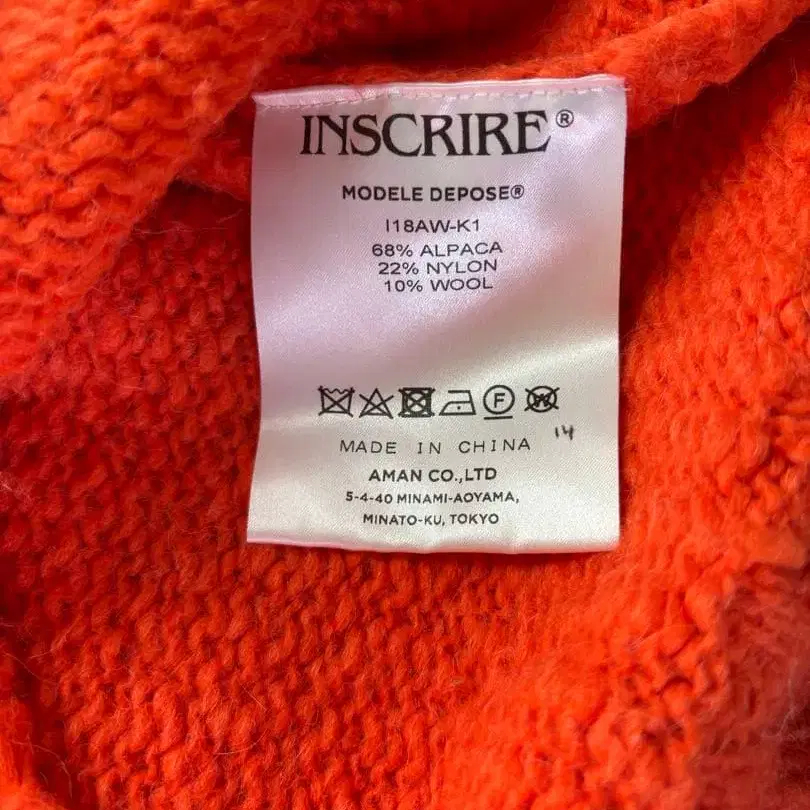 INSCRIRE®
MODELE DEPOSE®
I18AW-K1
68% ALPACA
22% NYLON
10% WOOL
F W
MADE IN CHINA 14
AMAN CO.,LTD
5-4-40 MINAMI-AOYAMA,
MINATO-KU, TOKYO